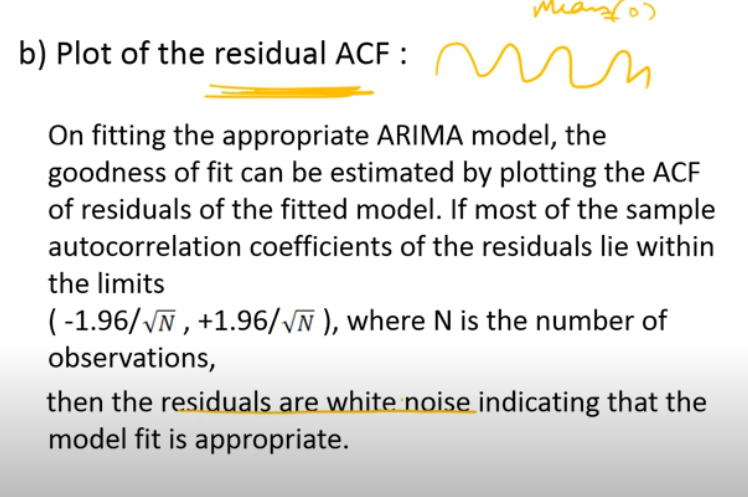 Mean=(0)
b) Plot of the residual ACF :
On fitting the appropriate ARIMA model, the
goodness of fit can be estimated by plotting the ACF
of residuals of the fitted model. If most of the sample
autocorrelation coefficients of the residuals lie within
the limits
( -1.96/√N , +1.96/√N ), where N is the number of
observations,
then the residuals are white noise indicating that the
model fit is appropriate.